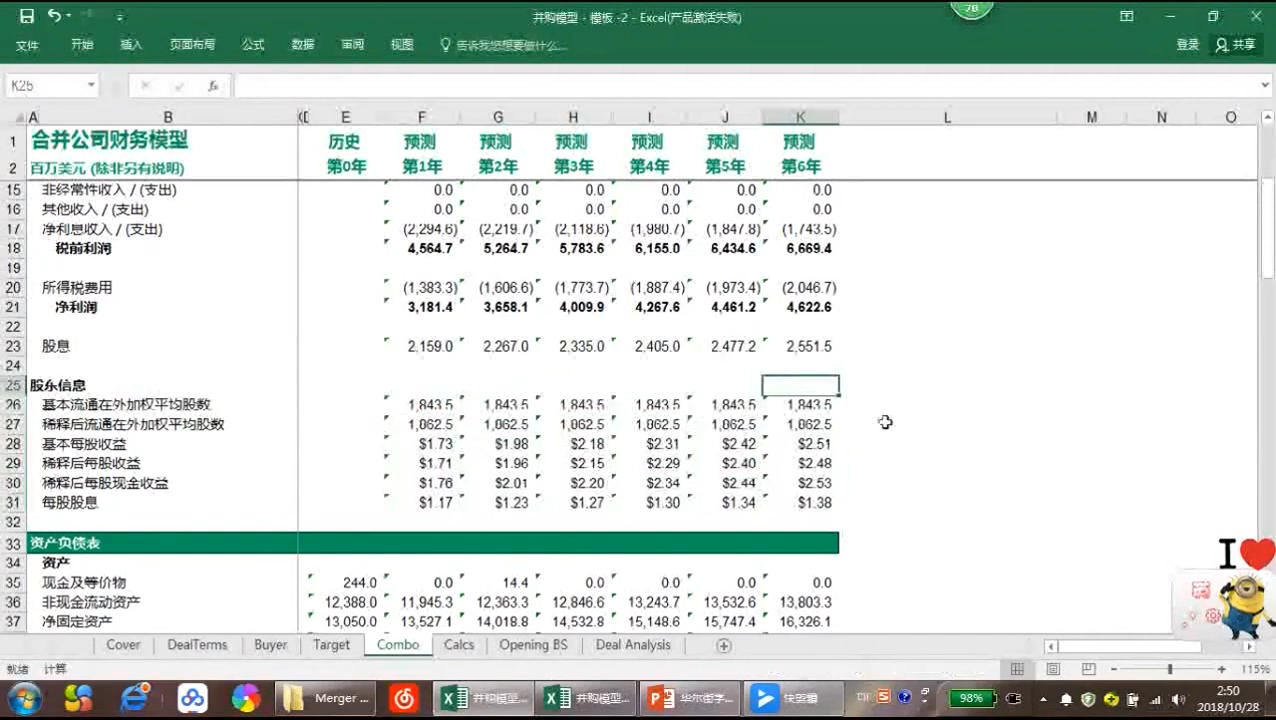 并购模型 - 模板 -2 - Excel(产品激活失败)
78
文件 开始 插入 页面布局 公式 数据 审阅 视图 告诉我您想要做什么... 登录 共享
K25 fx
A B E F G H I J K L M N O
1 合并公司财务模型 历史 预测 预测 预测 预测 预测 预测
2 百万美元 (除非另有说明) 第0年 第1年 第2年 第3年 第4年 第5年 第6年
15 非经常性收入 / (支出) 0.0 0.0 0.0 0.0 0.0 0.0
16 其他收入 / (支出) 0.0 0.0 0.0 0.0 0.0 0.0
17 净利息收入 / (支出) (2,294.6) (2,219.7) (2,118.6) (1,980.7) (1,847.8) (1,743.5)
18 税前利润 4,564.7 5,264.7 5,783.6 6,155.0 6,434.6 6,669.4
19
20 所得税费用 (1,383.3) (1,606.6) (1,773.7) (1,887.4) (1,973.4) (2,046.7)
21 净利润 3,181.4 3,658.1 4,009.9 4,267.6 4,461.2 4,622.6
22
23 股息 2,159.0 2,267.0 2,335.0 2,405.0 2,477.2 2,551.5
24
25 股东信息
26 基本流通在外加权平均股数 1,843.5 1,843.5 1,843.5 1,843.5 1,843.5 1,843.5
27 稀释后流通在外加权平均股数 1,062.5 1,062.5 1,062.5 1,062.5 1,062.5 1,062.5
28 基本每股收益 $1.73 $1.98 $2.18 $2.31 $2.42 $2.51
29 稀释后每股收益 $1.71 $1.96 $2.15 $2.29 $2.40 $2.48
30 稀释后每股现金收益 $1.76 $2.01 $2.20 $2.34 $2.44 $2.53
31 每股股息 $1.17 $1.23 $1.27 $1.30 $1.34 $1.38
32
33 资产负债表
34 资产
35 现金及等价物 244.0 0.0 14.4 0.0 0.0 0.0 0.0
36 非现金流动资产 12,388.0 11,945.3 12,363.3 12,846.6 13,243.7 13,532.6 13,803.3
37 净固定资产 13,050.0 13,527.1 14,018.8 14,532.8 15,148.6 15,747.4 16,326.1
I
Cover DealTerms Buyer Target Combo Calcs Opening BS Deal Analysis
就绪 计算 115%
Merger ... 并购模型... 并购模型... 华尔街学... 快盟猫 98% 2:50
2018/10/28